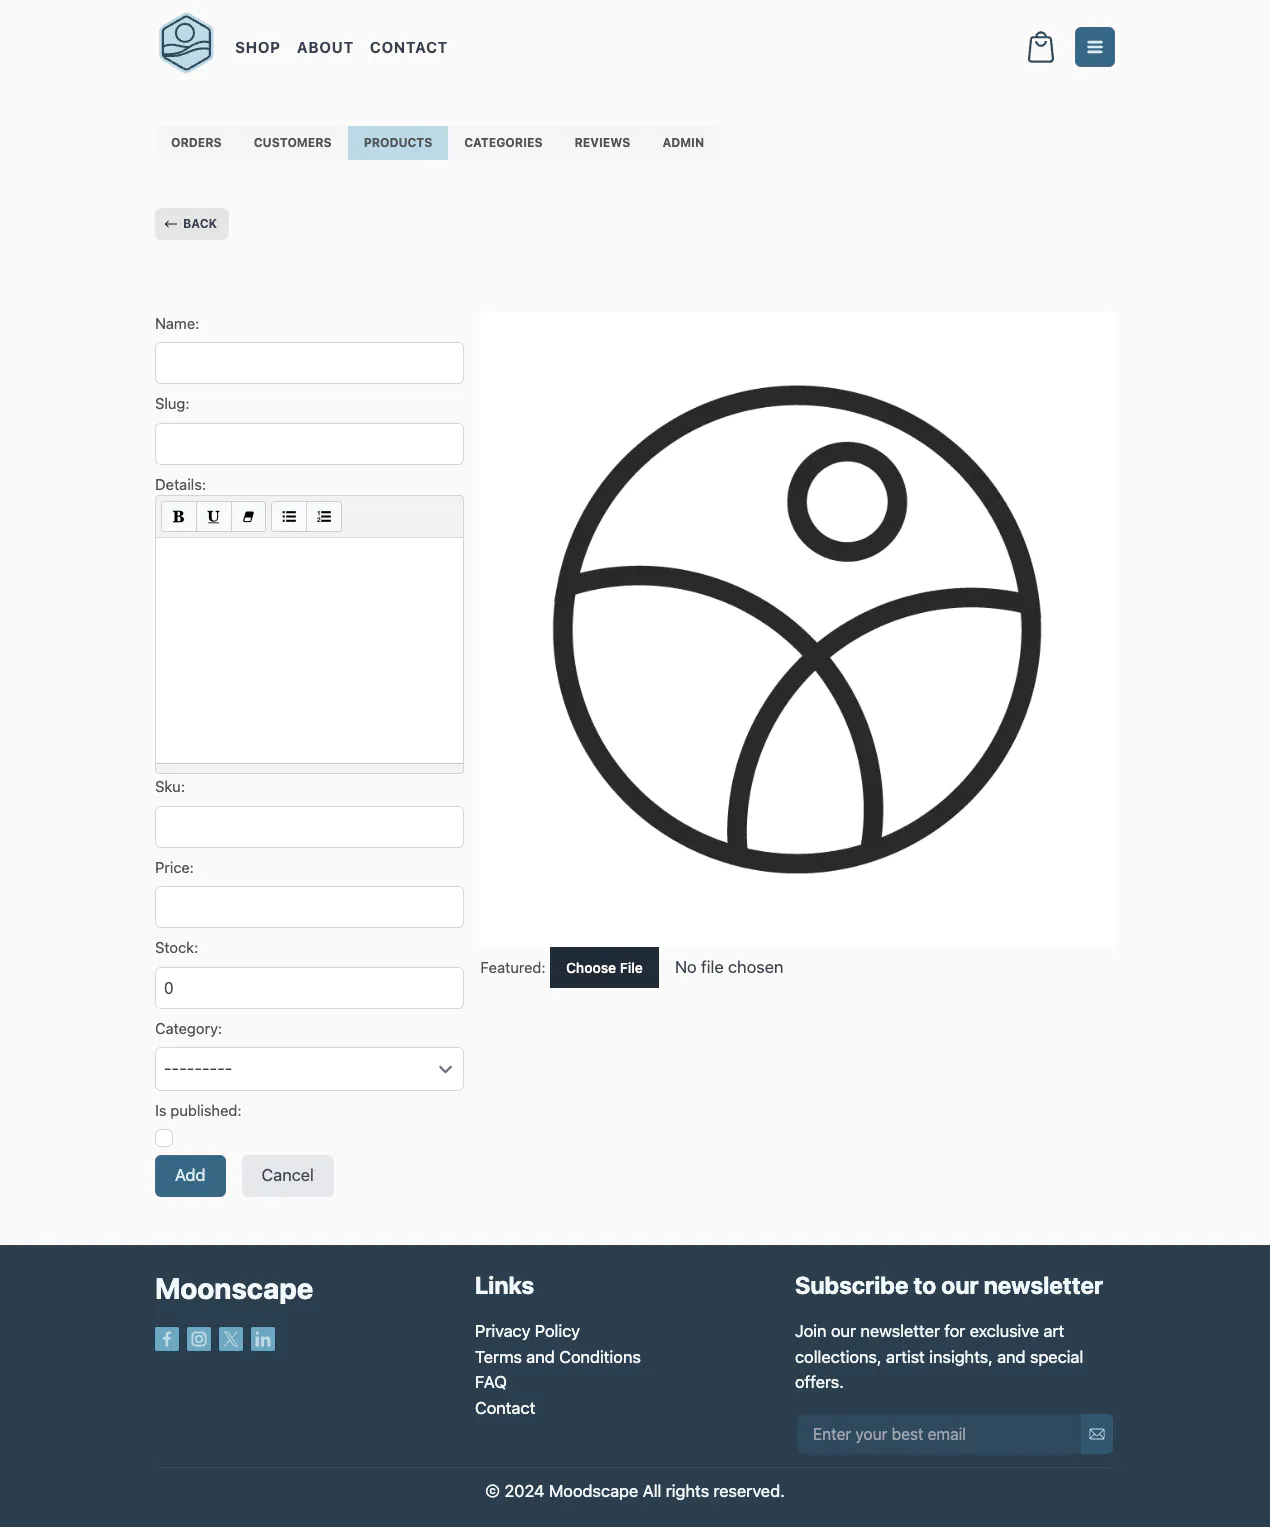 SHOP ABOUT CONTACT
ORDERS CUSTOMERS PRODUCTS CATEGORIES REVIEWS ADMIN
← BACK
Name:
Slug:
Details:
B U
Sku:
Price:
Stock:
0
Category:
---------
Is published:
Add Cancel
Featured: Choose File No file chosen
Moonscape
Links
Privacy Policy
Terms and Conditions
FAQ
Contact
Subscribe to our newsletter
Join our newsletter for exclusive art
collections, artist insights, and special
offers.
Enter your best email
© 2024 Moodscape All rights reserved.